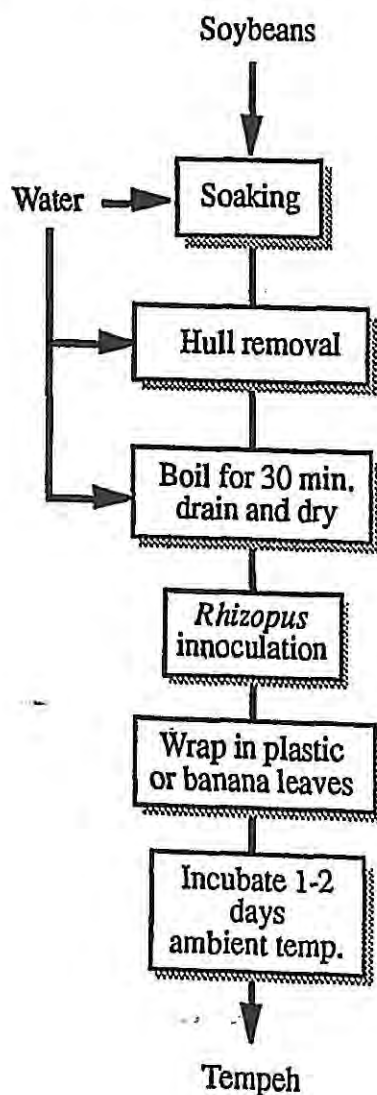 Soybeans
Water
Soaking
Hull removal
Boil for 30 min.
drain and dry
Rhizopus
innoculation
Wrap in plastic
or banana leaves
Incubate 1-2
days
ambient temp.
Tempeh